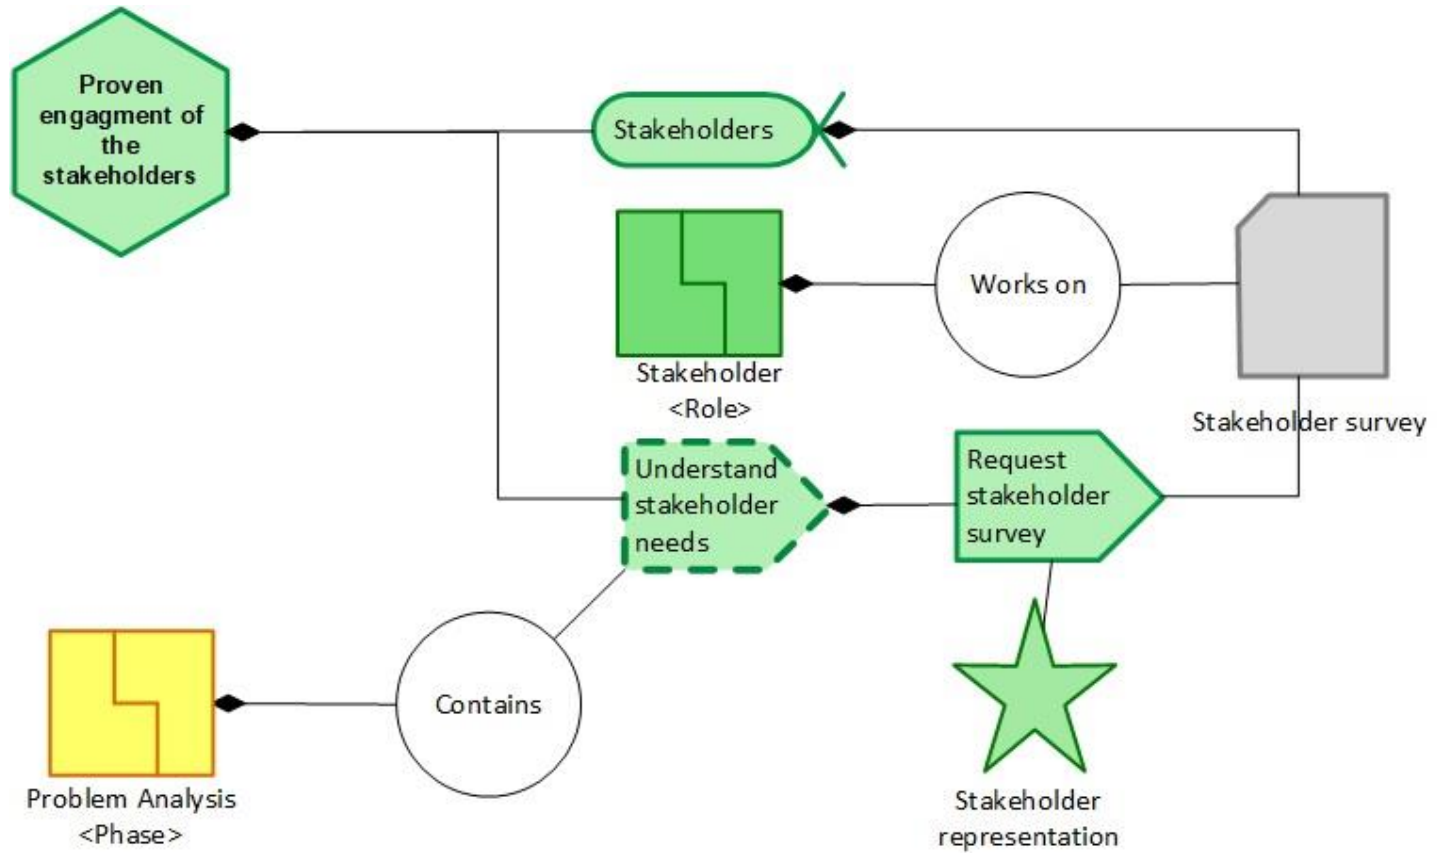 Proven
engagment of
the
stakeholders
Stakeholders
Works on
Stakeholder
<Role>
Stakeholder survey
Understand
stakeholder
needs
Request
stakeholder
survey
Contains
Problem Analysis
<Phase>
Stakeholder
representation